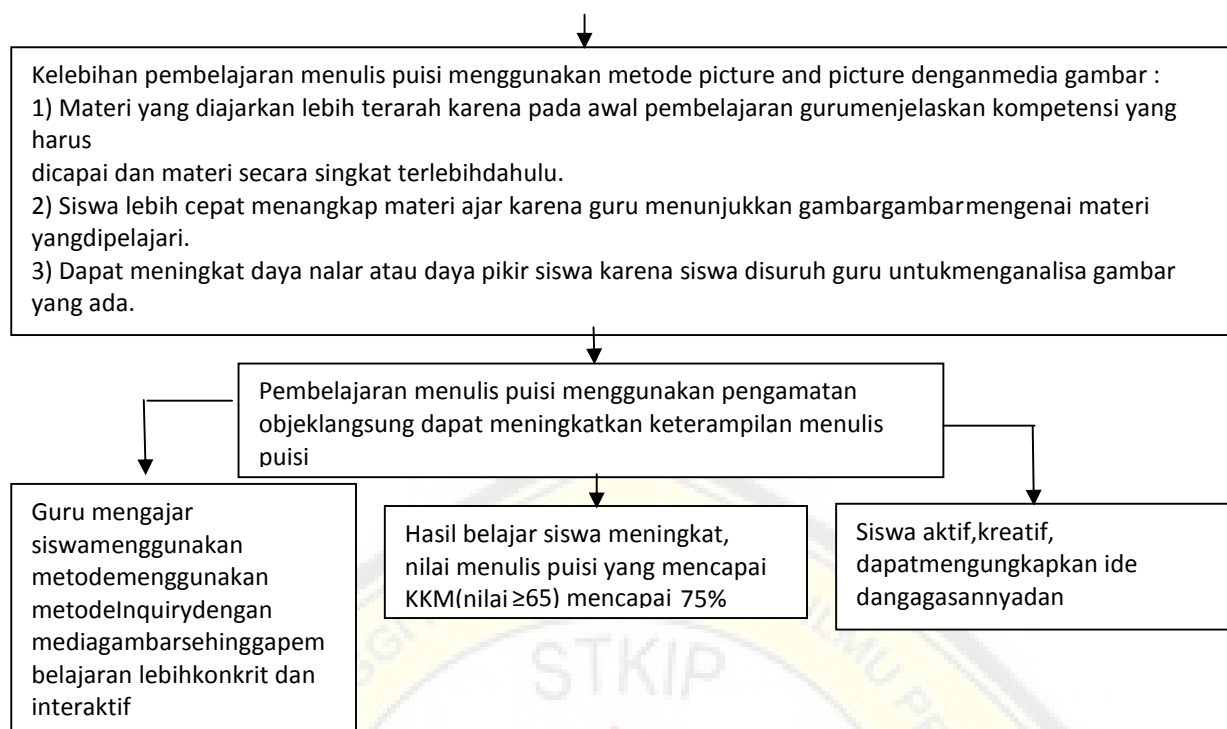 Kelebihan pembelajaran menulis puisi menggunakan metode picture and picture denganmedia gambar :
1) Materi yang diajarkan lebih terarah karena pada awal pembelajaran gurumenjelaskan kompetensi yang
harus
dicapai dan materi secara singkat terlebihdahulu.
2) Siswa lebih cepat menangkap materi ajar karena guru menunjukkan gambargambarmengenai materi
yangdipelajari.
3) Dapat meningkat daya nalar atau daya pikir siswa karena siswa disuruh guru untukmenganalisa gambar
yang ada.
Pembelajaran menulis puisi menggunakan pengamatan
objeklangsung dapat meningkatkan keterampilan menulis
puisi
Guru mengajar
siswamenggunakan
metodemenggunakan
metodeInquirydengan
mediagambarsehinggapem
belajaran lebihkonkrit dan
interaktif
Hasil belajar siswa meningkat,
nilai menulis puisi yang mencapai
KKM(nilai ≥65) mencapai 75%
Siswa aktif,kreatif,
dapatmengungkapkan ide
dangagasannyadan
STKIP